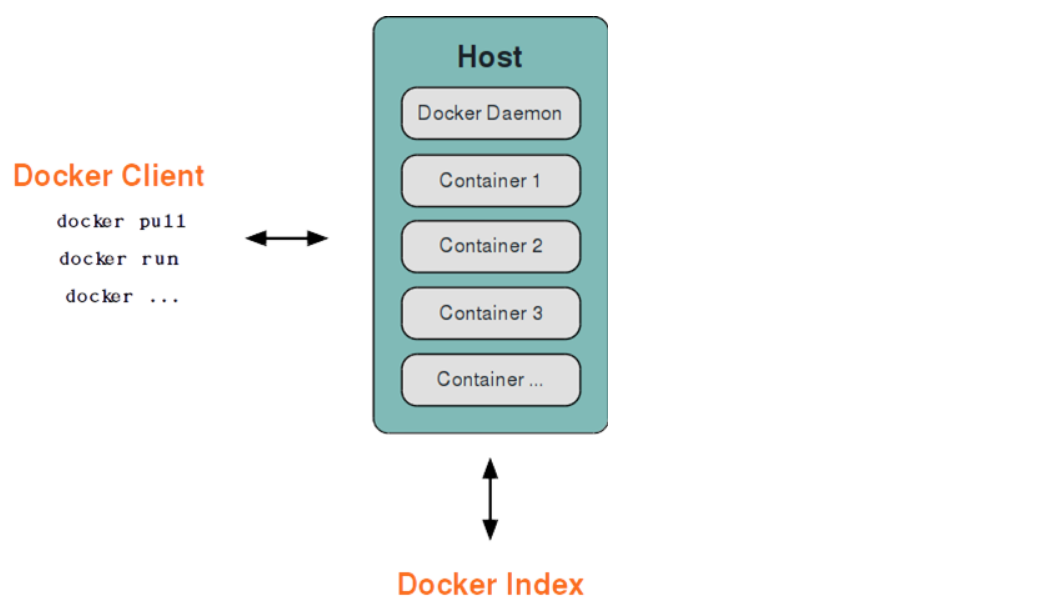 Host
Docker Daemon
Container 1
Container 2
Container 3
Container ...
Docker Client
docker pull
docker run
docker ...
Docker Index